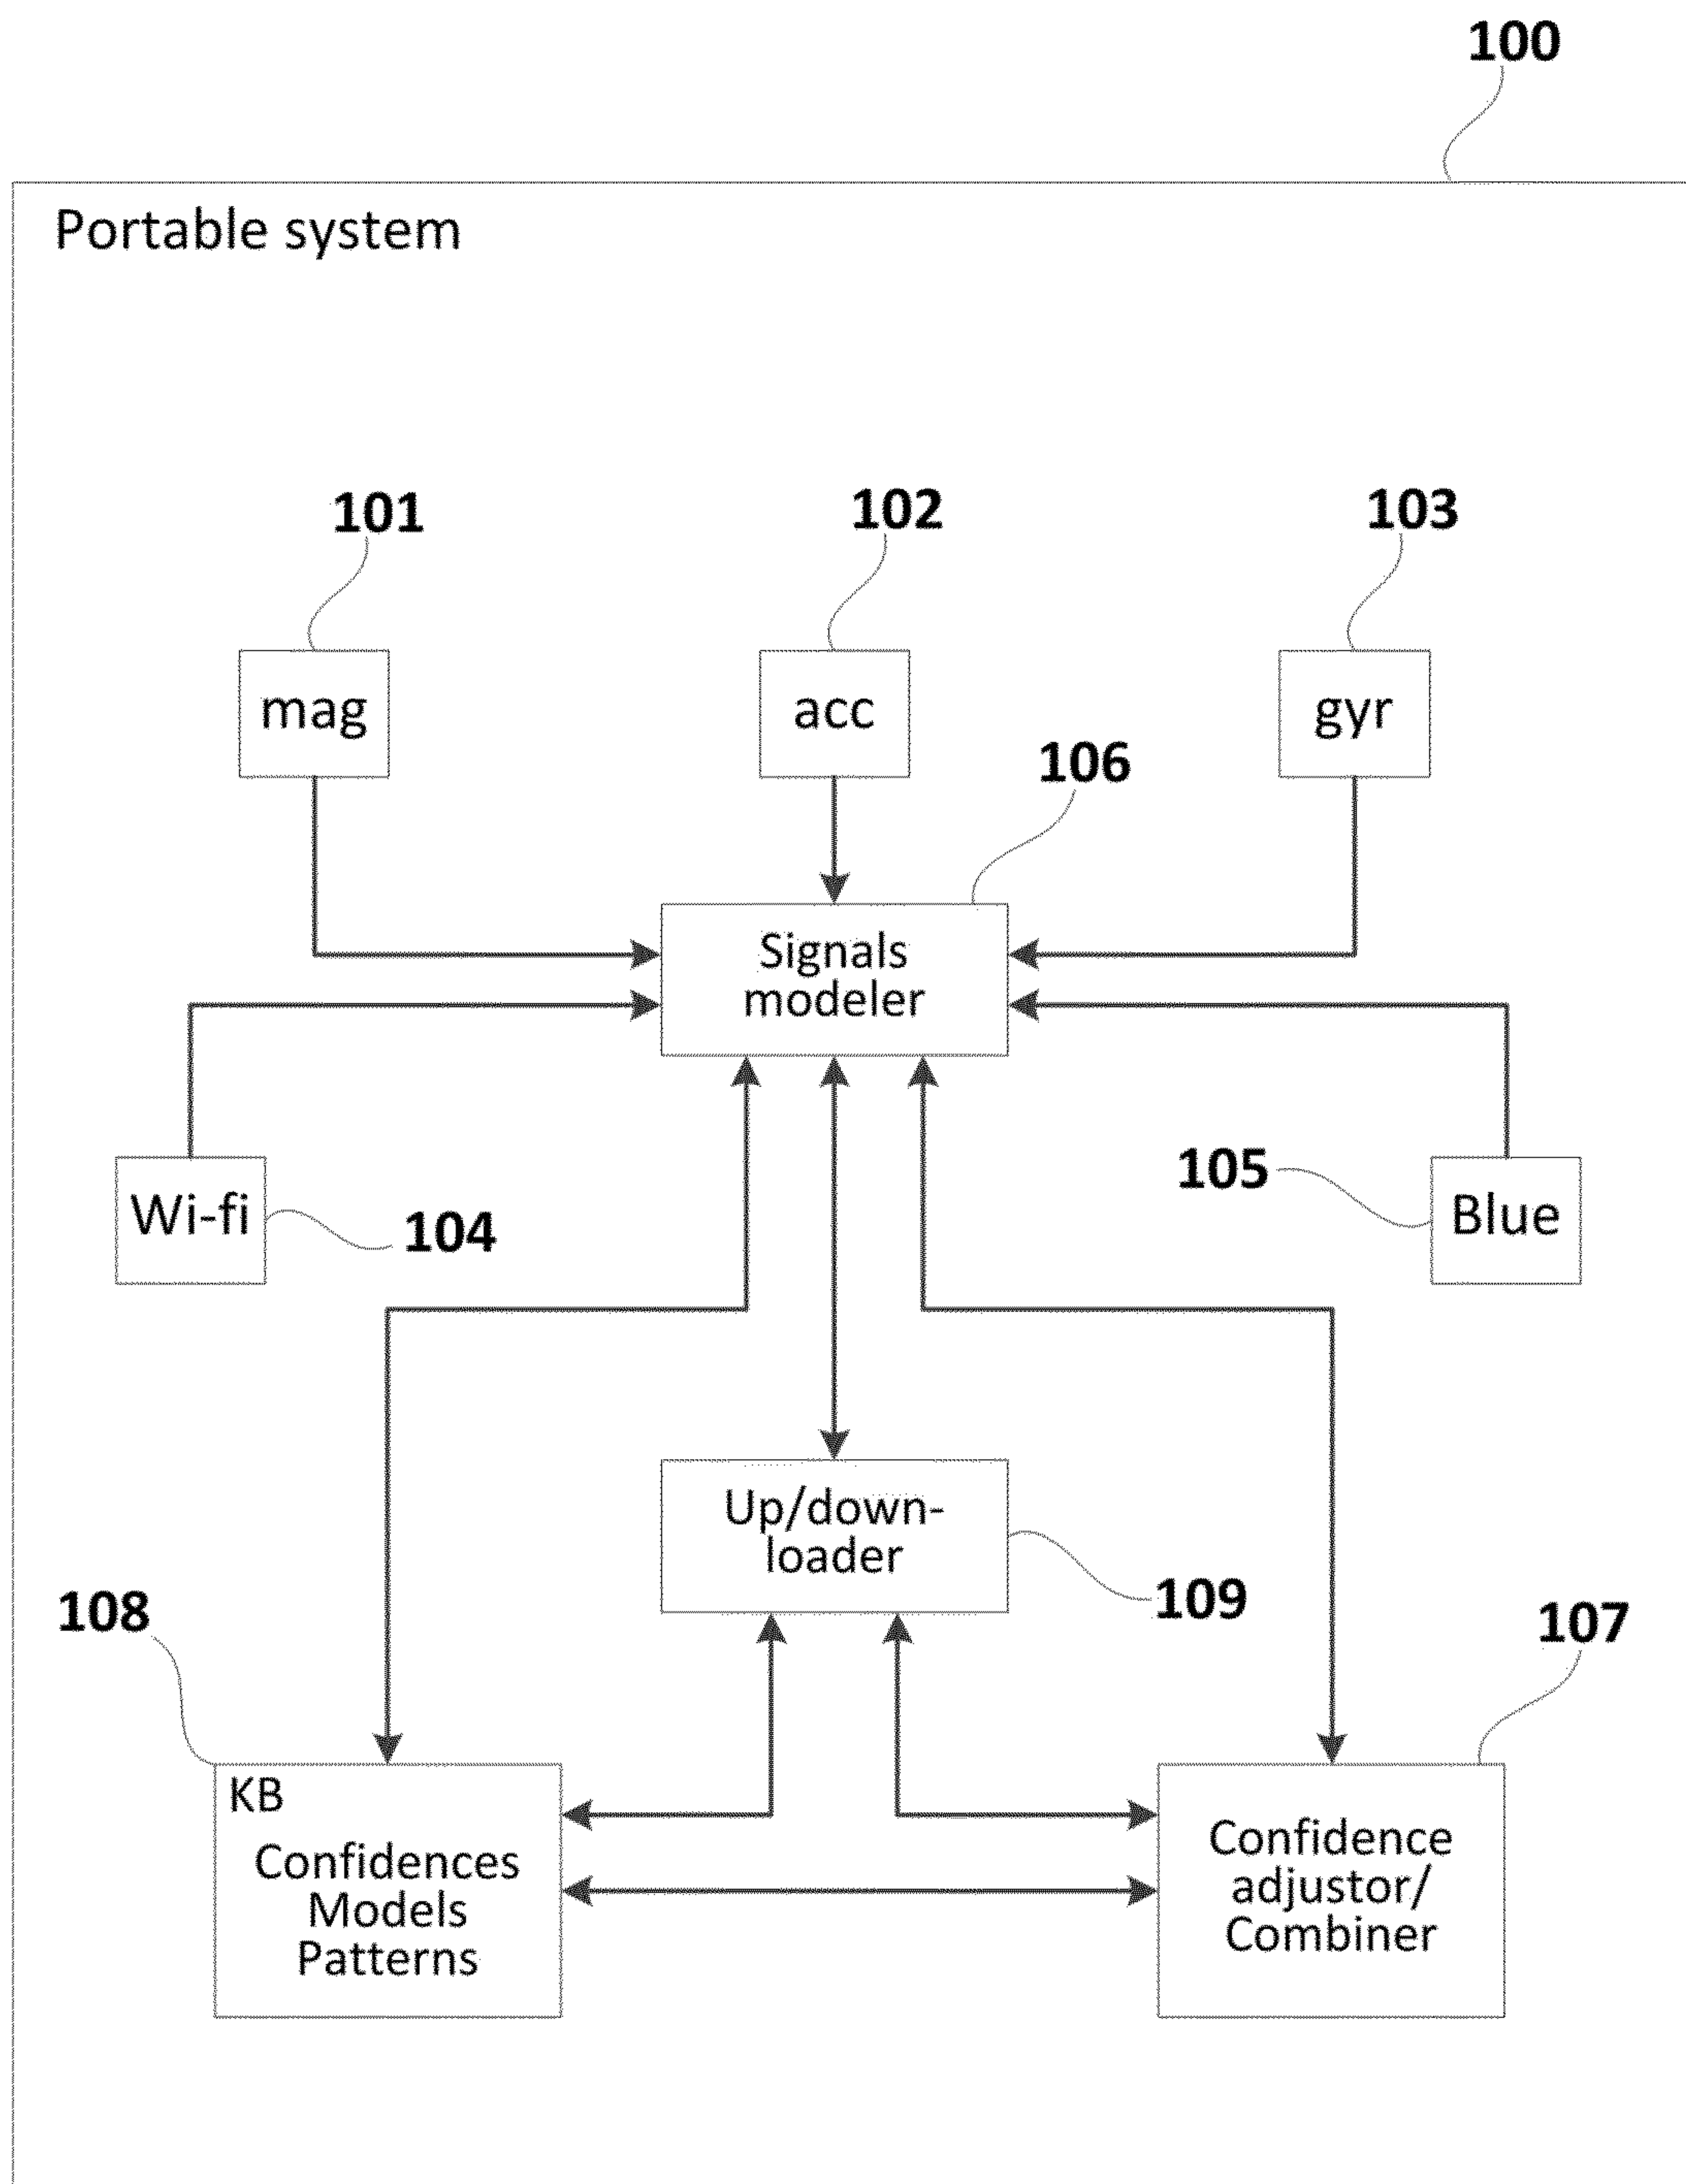 100
Portable system
101
102
103
mag
acc
gyr
106
Signals
modeler
Wi-fi
104
105
Blue
Up/down-
loader
109
108
107
KB
Confidences
Models
Patterns
Confidence
adjustor/
Combiner